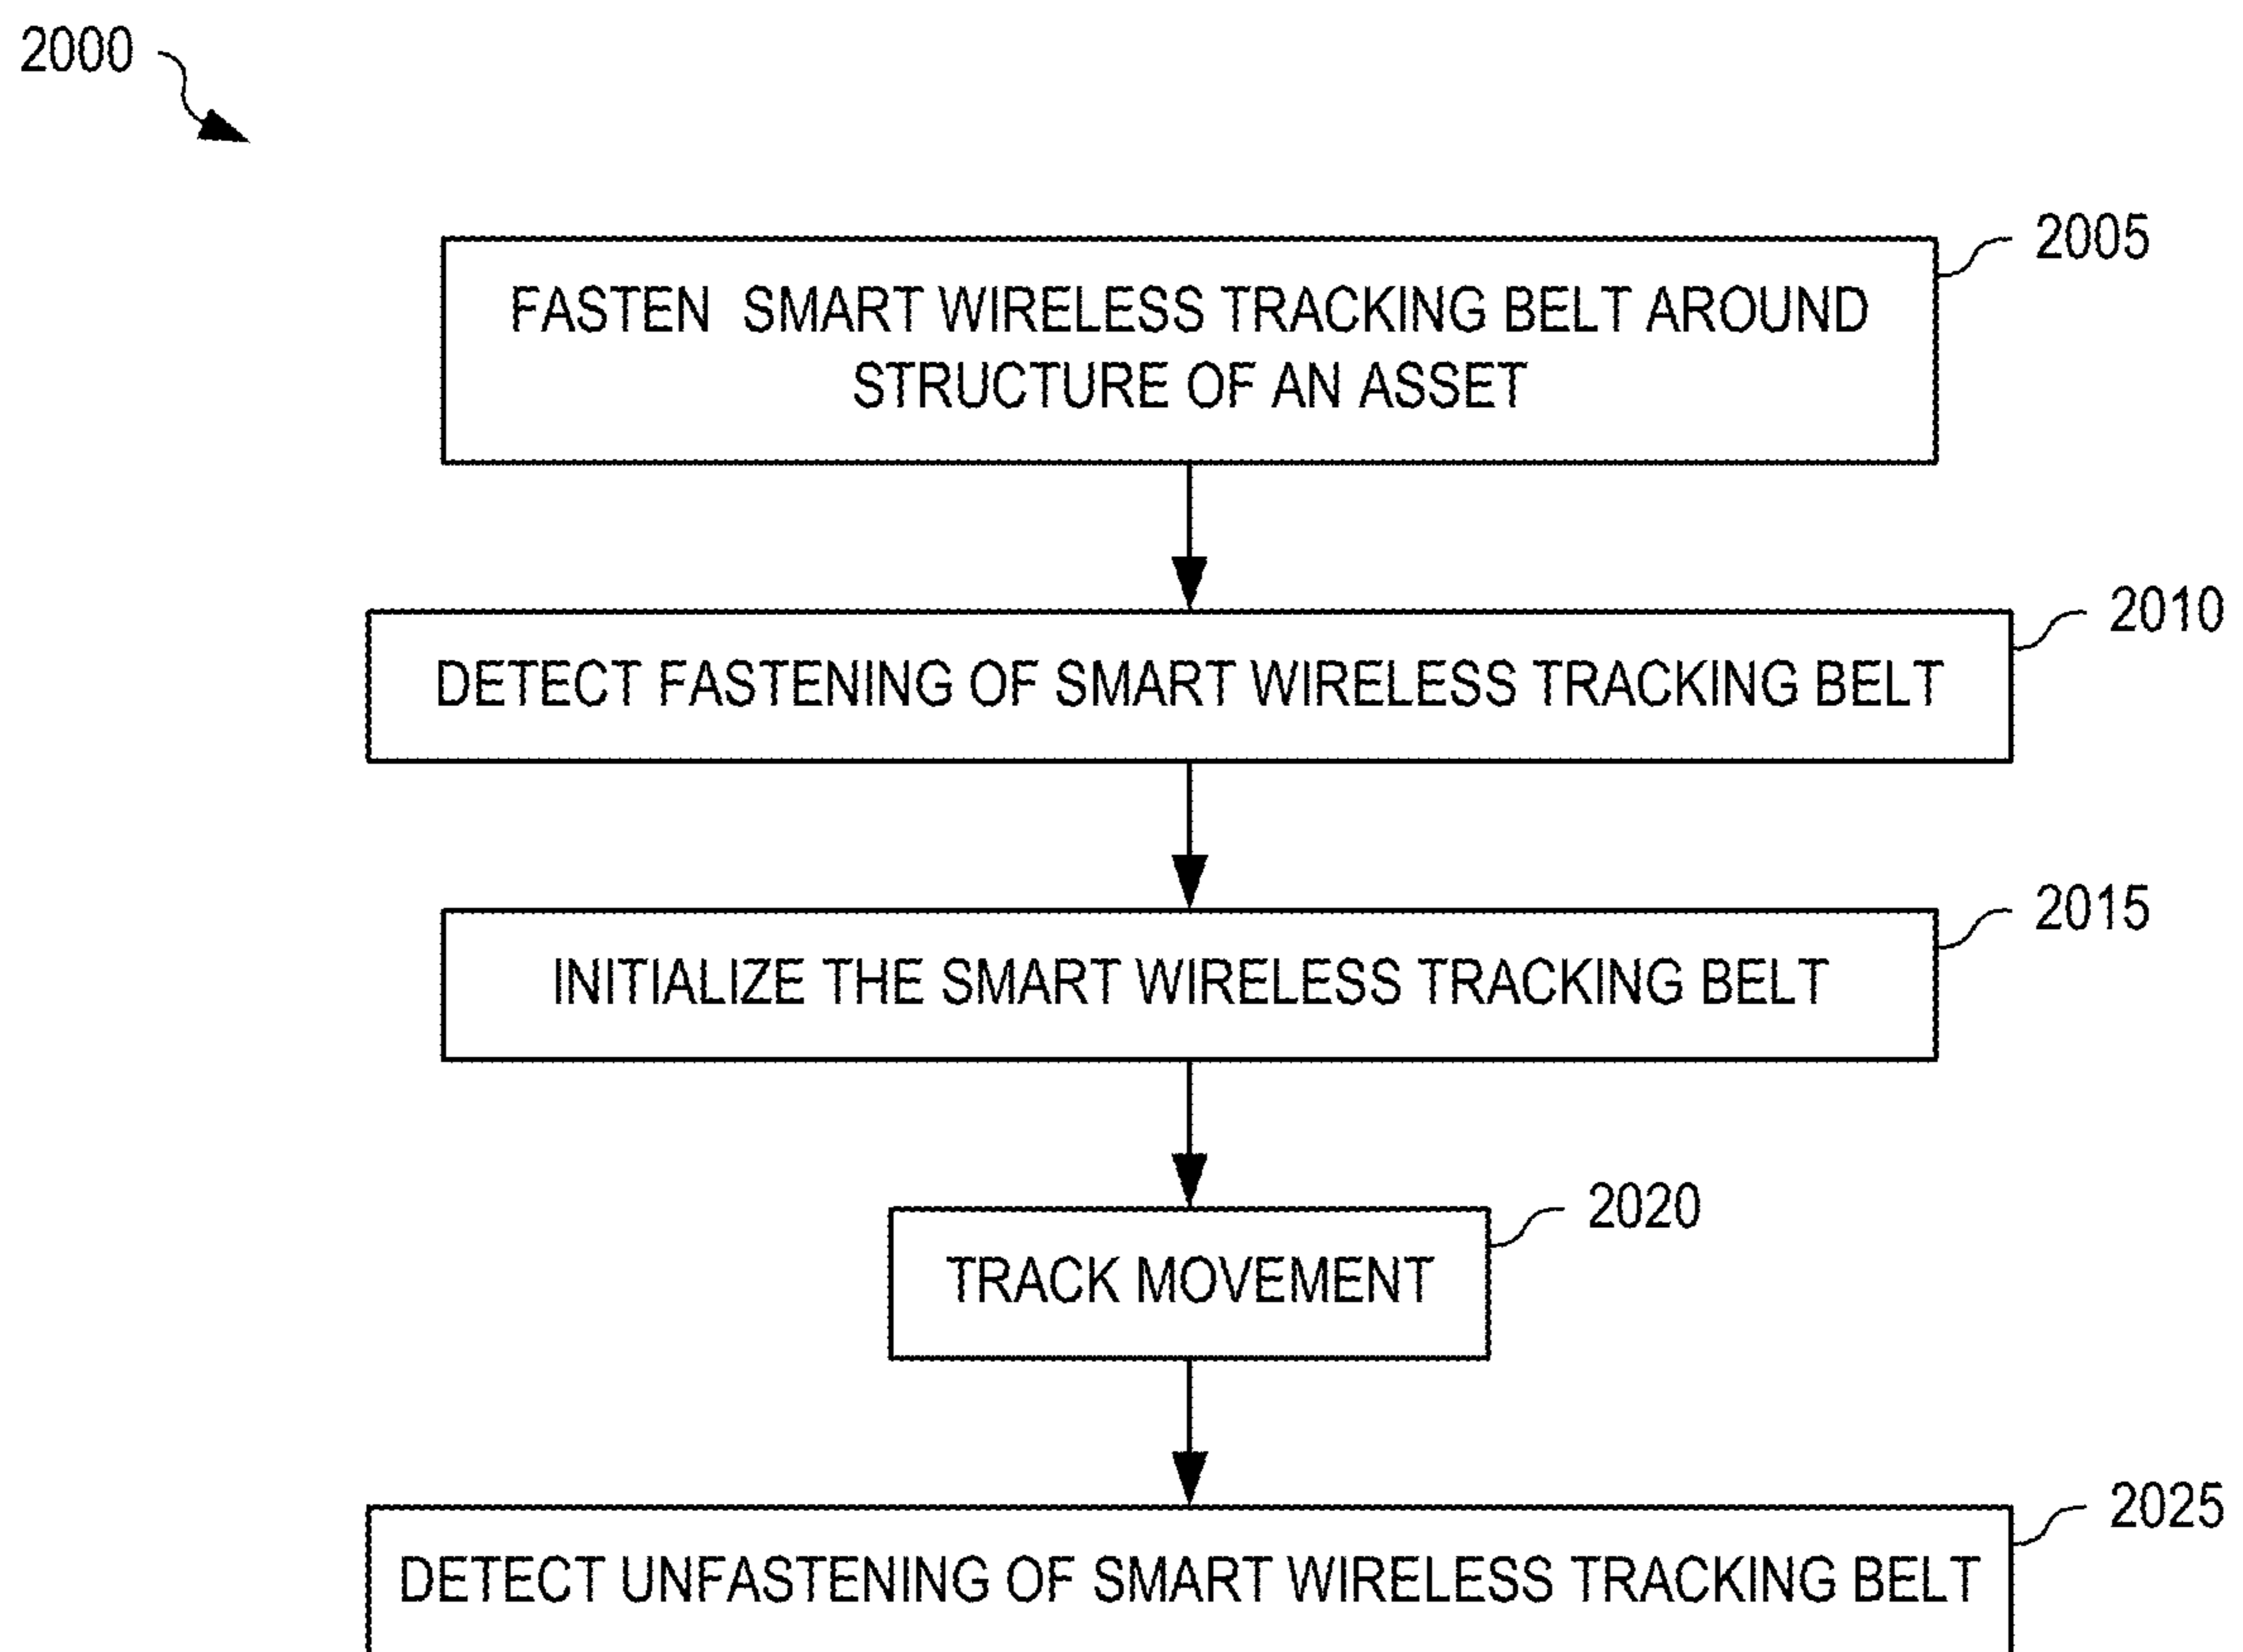 2000
2005
FASTEN SMART WIRELESS TRACKING BELT AROUND
STRUCTURE OF AN ASSET
2010
DETECT FASTENING OF SMART WIRELESS TRACKING BELT
2015
INITIALIZE THE SMART WIRELESS TRACKING BELT
2020
TRACK MOVEMENT
2025
DETECT UNFASTENING OF SMART WIRELESS TRACKING BELT